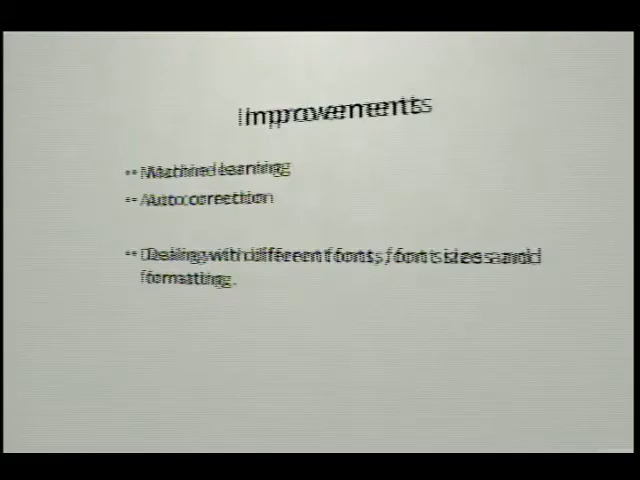 Improvements
•• Machine learning
•• Auto correction
•• Dealing with different fonts, font sizes and
formatting.